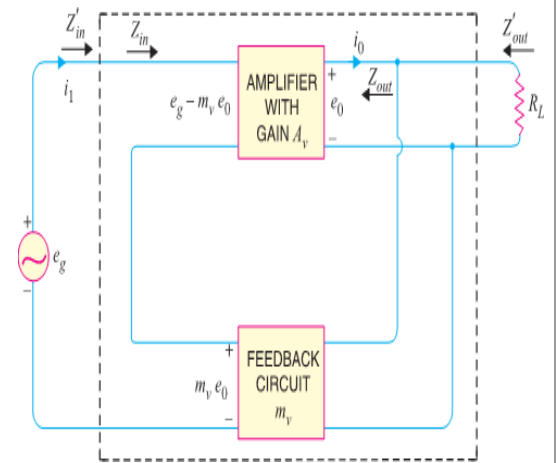 Z'in Zin i0 Z'out
i1 eg – mv e0 AMPLIFIER WITH GAIN Av + e0 – Zout RL
+ eg –
+ mv e0 – FEEDBACK CIRCUIT mv